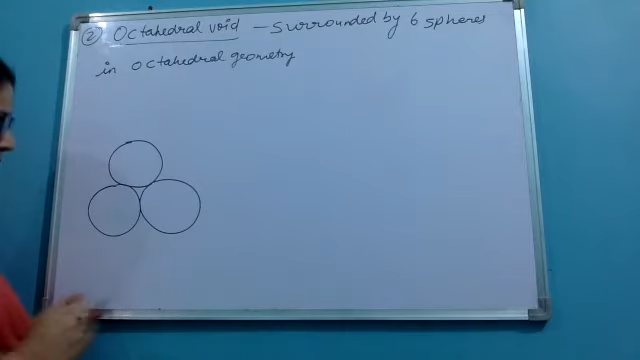 ② Octahedral void - surrounded by 6 spheres
in octahedral geometry